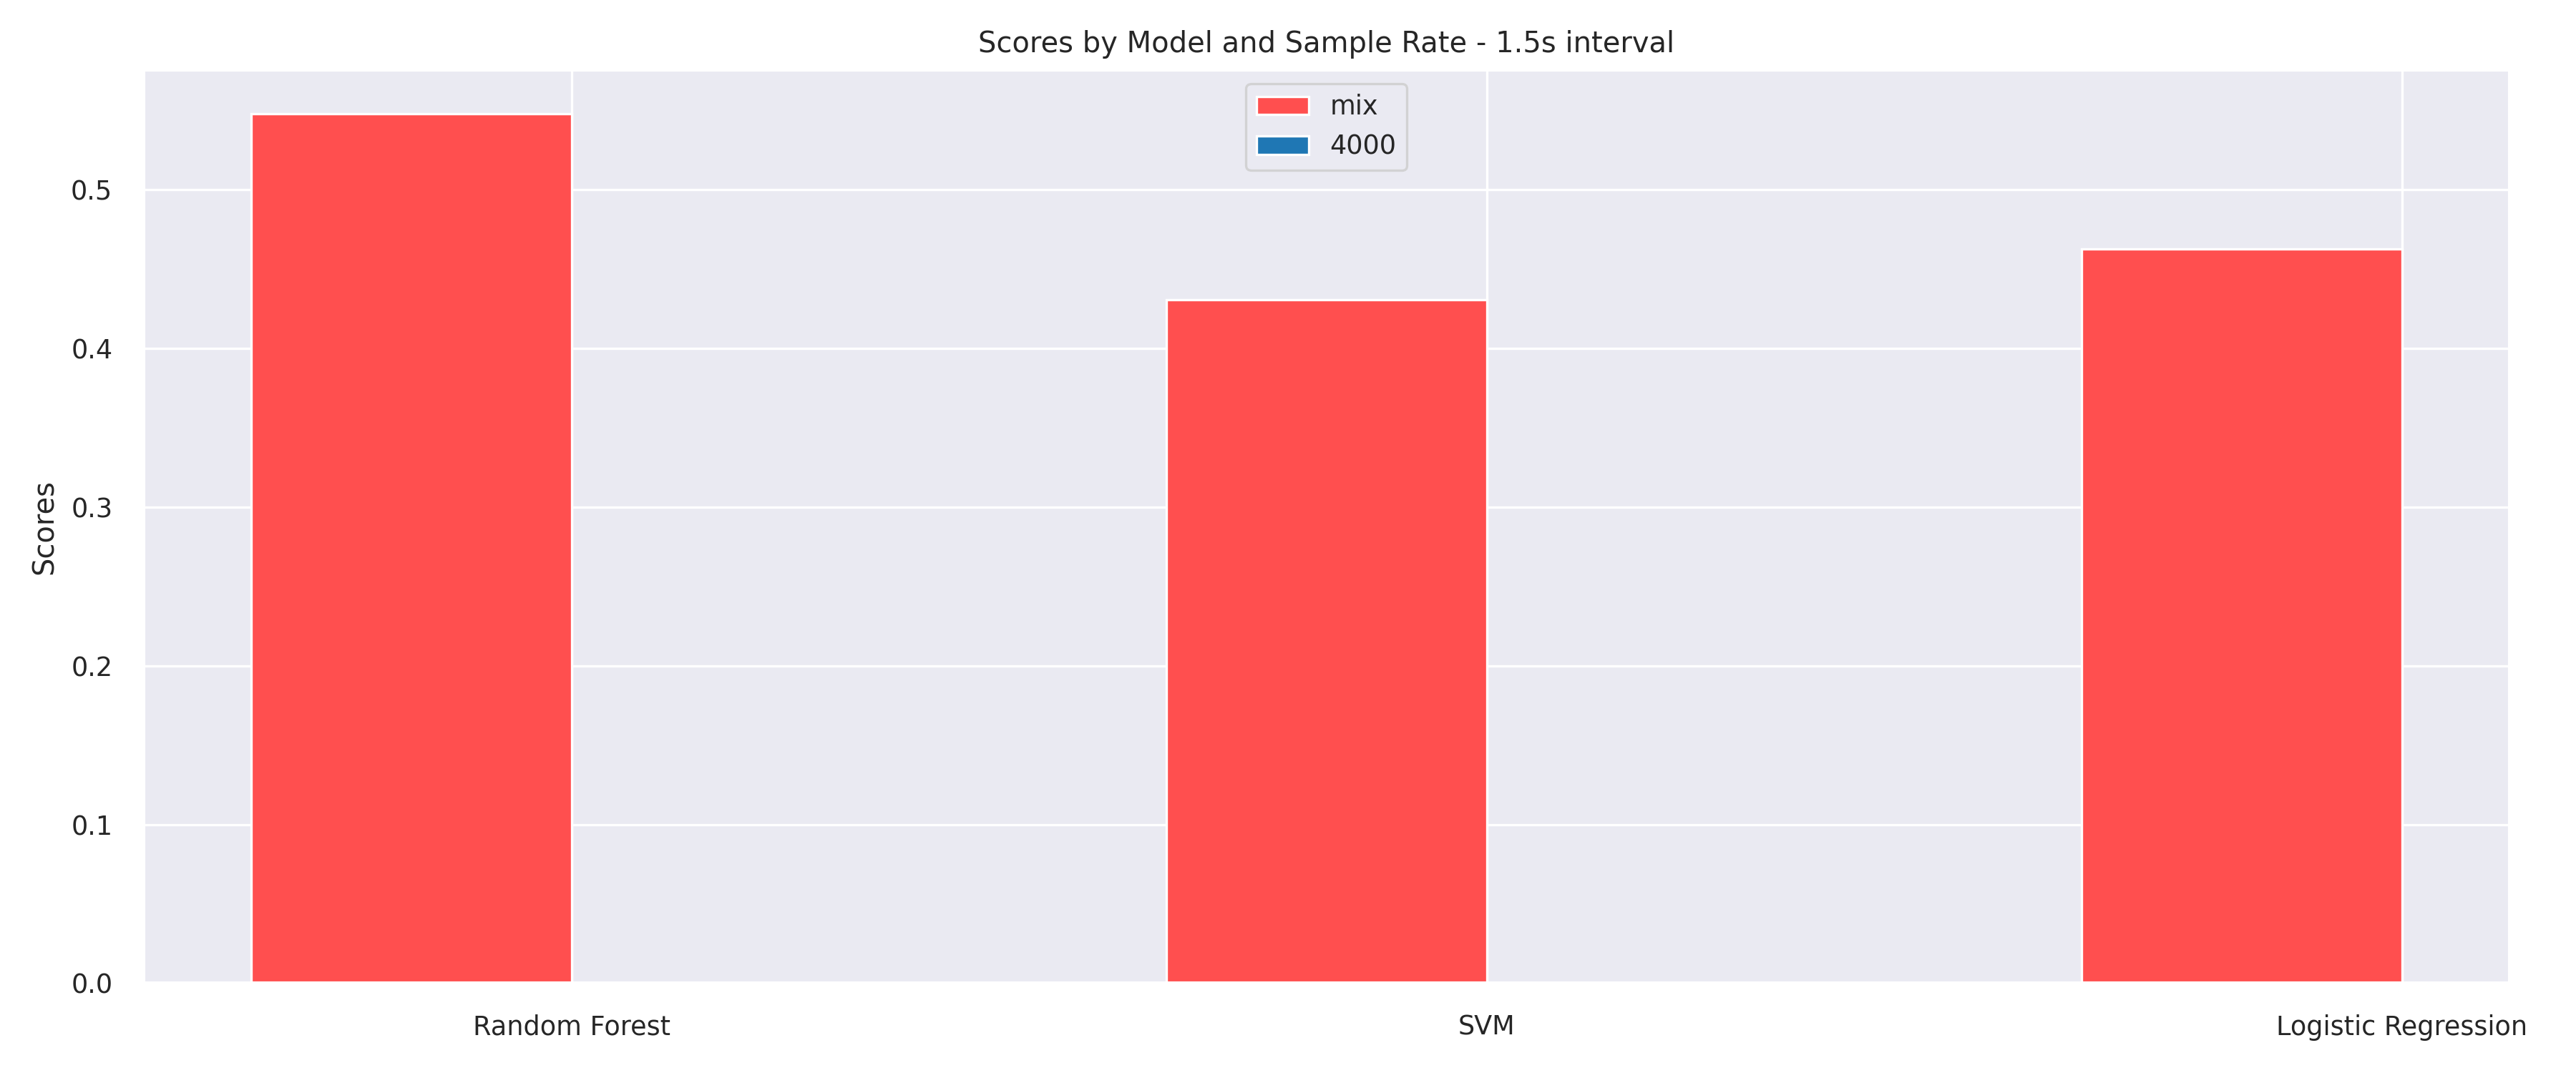 Scores by Model and Sample Rate - 1.5s interval
mix
4000
Scores
0.5
0.4
0.3
0.2
0.1
0.0
Random Forest
SVM
Logistic Regression